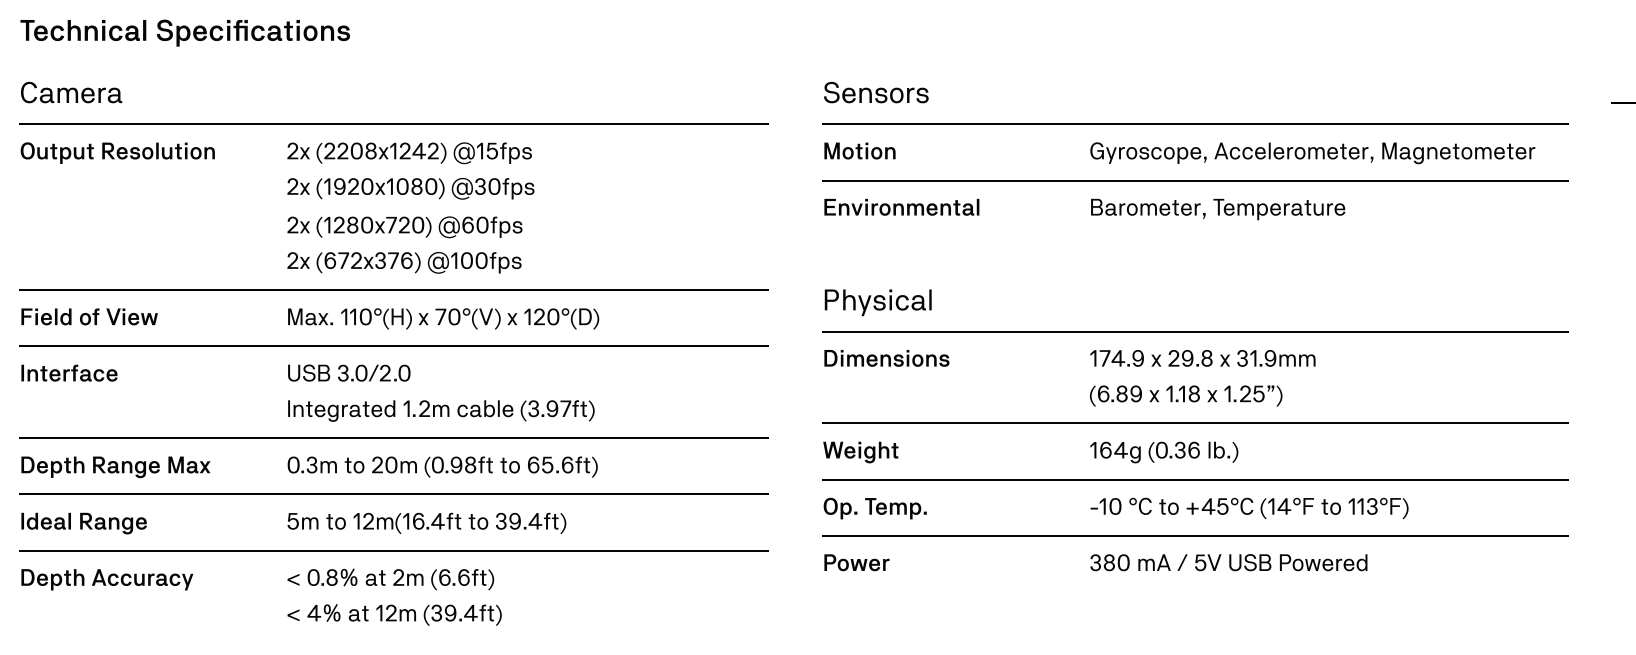 Technical Specifications
Camera
Output Resolution 2x (2208x1242) @15fps
2x (1920x1080) @30fps
2x (1280x720) @60fps
2x (672x376) @100fps
Field of View Max. 110°(H) x 70°(V) x 120°(D)
Interface USB 3.0/2.0
Integrated 1.2m cable (3.97ft)
Depth Range Max 0.3m to 20m (0.98ft to 65.6ft)
Ideal Range 5m to 12m(16.4ft to 39.4ft)
Depth Accuracy < 0.8% at 2m (6.6ft)
< 4% at 12m (39.4ft)
Sensors
Motion Gyroscope, Accelerometer, Magnetometer
Environmental Barometer, Temperature
Physical
Dimensions 174.9 x 29.8 x 31.9mm
(6.89 x 1.18 x 1.25”)
Weight 164g (0.36 lb.)
Op. Temp. -10 °C to +45°C (14°F to 113°F)
Power 380 mA / 5V USB Powered